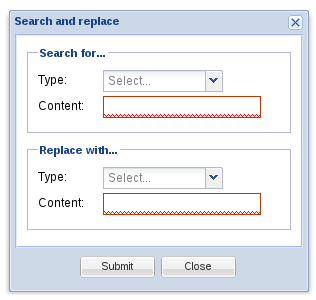 Search and replace
Search for...
Type: Select...
Content:
Replace with...
Type: Select...
Content:
Submit Close